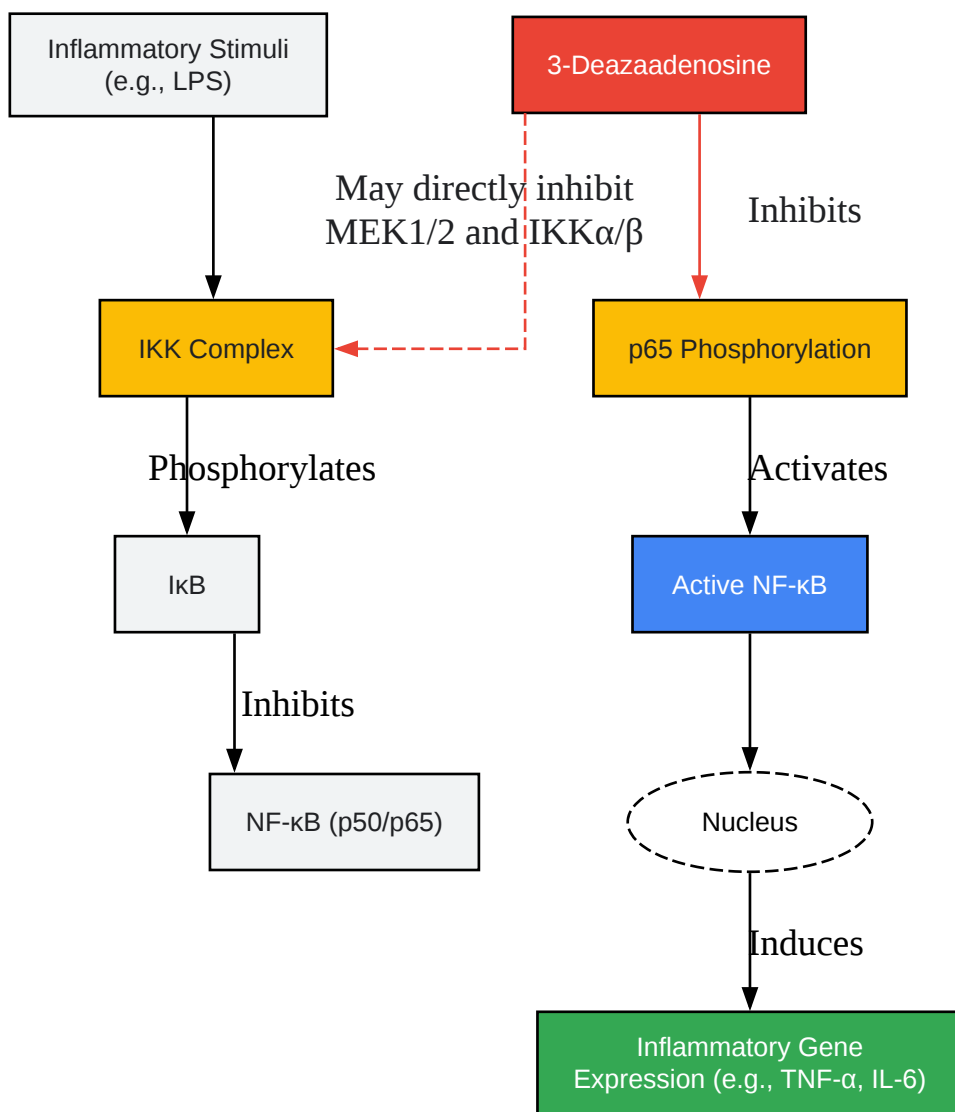 Inflammatory Stimuli
(e.g., LPS)
3-Deazaadenosine
May directly inhibit
MEK1/2 and IKKα/β
Inhibits
IKK Complex
p65 Phosphorylation
Phosphorylates
Activates
IκB
Active NF-κB
Inhibits
NF-κB (p50/p65)
Nucleus
Induces
Inflammatory Gene
Expression (e.g., TNF-α, IL-6)